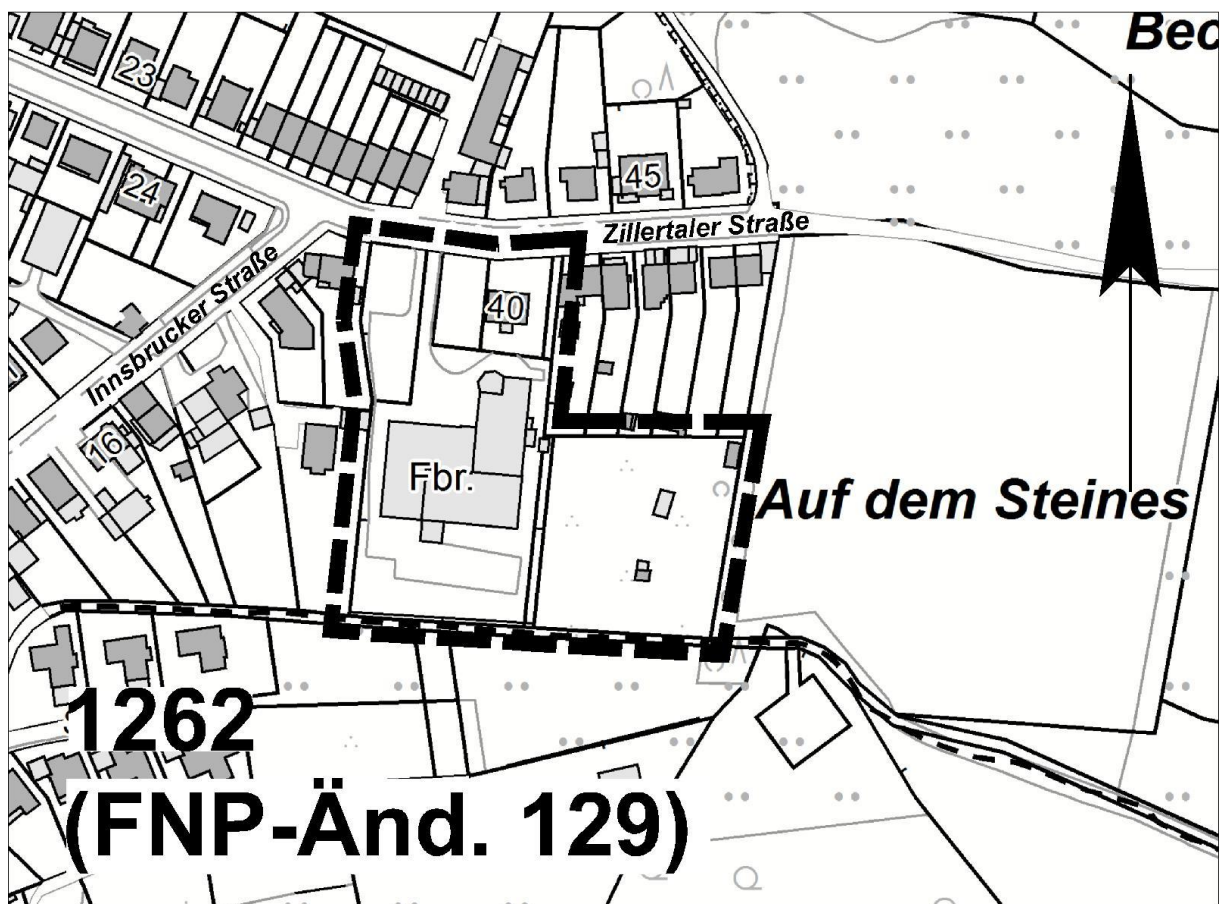 Bec
23
24
45
Zillertaler Straße
Innsbrucker Straße
40
16
Fbr.
Auf dem Steines
1262
(FNP-Änd. 129)